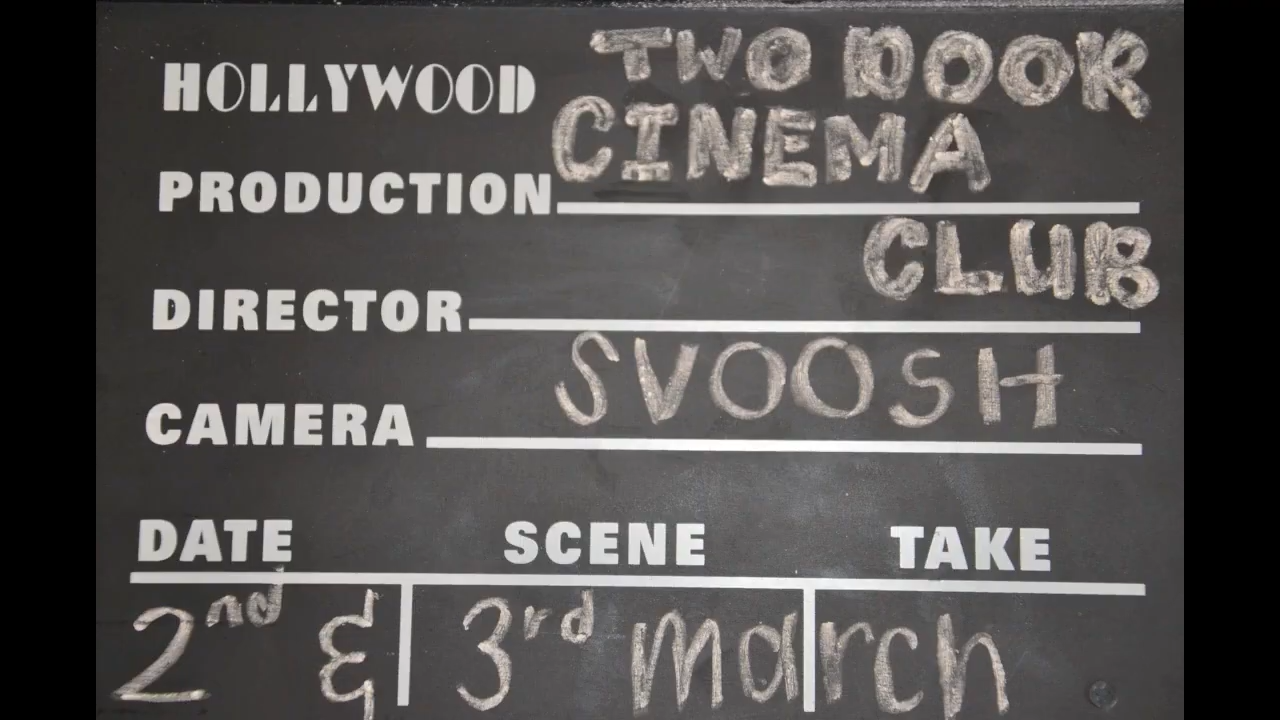 HOLLYWOOD TWO DOOR
CINEMA
PRODUCTION
CLUB
DIRECTOR
SVOOSH
CAMERA
DATE SCENE TAKE
2nd & 3rd march